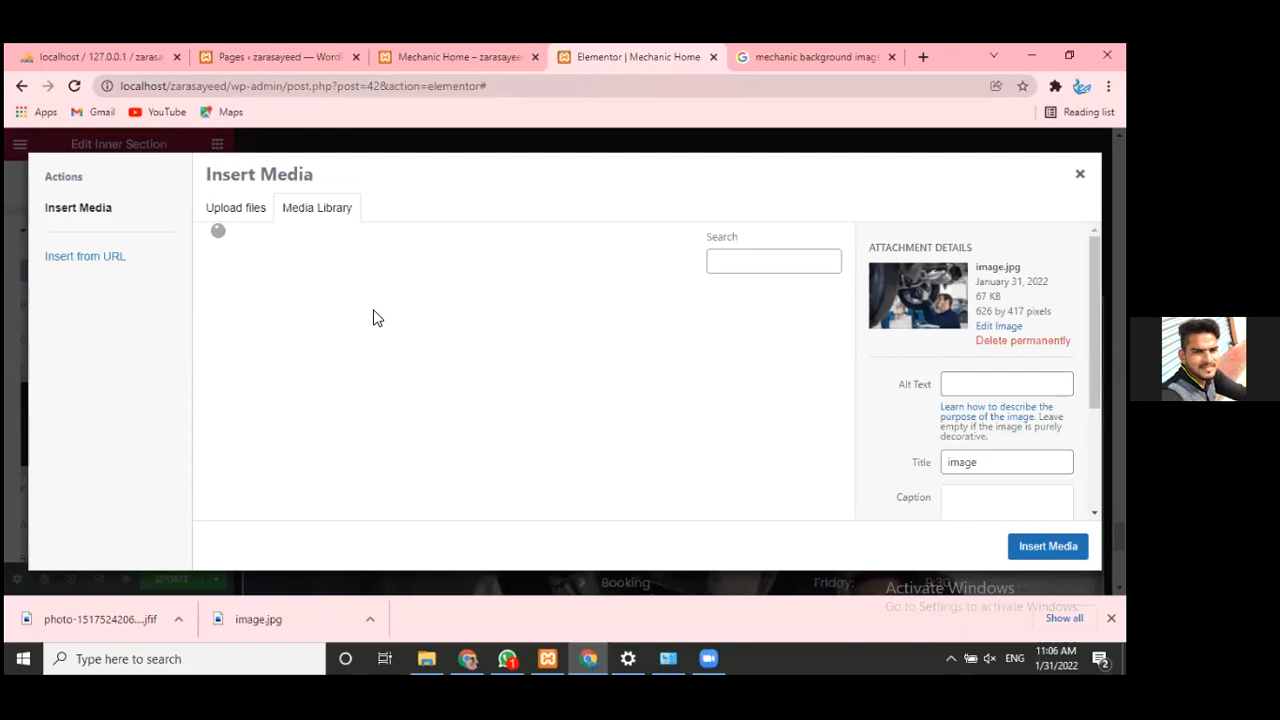 localhost / 127.0.0.1 / zarasa
Pages ‹ zarasayeed — WordP
Mechanic Home – zarasayee
Elementor | Mechanic Home
mechanic background image
localhost/zarasayeed/wp-admin/post.php?post=42&action=elementor#
Apps
Gmail
YouTube
Maps
Reading list
Edit Inner Section
Actions
Insert Media
Insert from URL
Insert Media
Upload files
Media Library
Search
ATTACHMENT DETAILS
image.jpg
January 31, 2022
67 KB
626 by 417 pixels
Edit Image
Delete permanently
Alt Text
Learn how to describe the
purpose of the image. Leave
empty if the image is purely
decorative.
Title
image
Caption
Insert Media
UPDATE
Booking
Friday:
Activate Windows
Go to Settings to activate Windows.
photo-1517524206....jfif
image.jpg
Show all
Type here to search
1
ENG
11:06 AM
1/31/2022
2